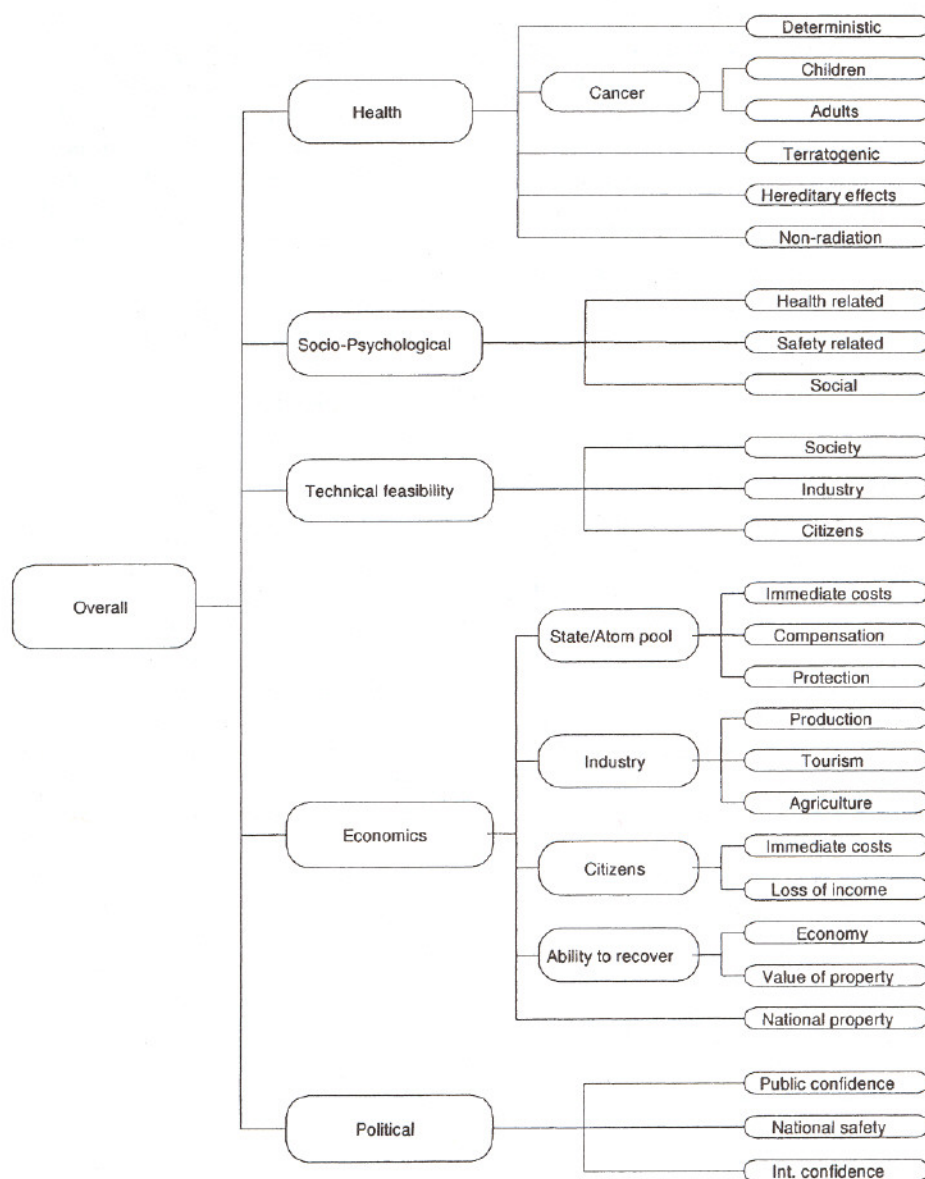 Deterministic
Children
Cancer
Health
Adults
Terratogenic
Hereditary effects
Non-radiation
Health related
Socio-Psychological
Safety related
Social
Society
Technical feasibility
Industry
Citizens
Overall
Immediate costs
State/Atom pool
Compensation
Protection
Production
Industry
Tourism
Agriculture
Economics
Immediate costs
Citizens
Loss of income
Economy
Ability to recover
Value of property
National property
Public confidence
Political
National safety
Int. confidence